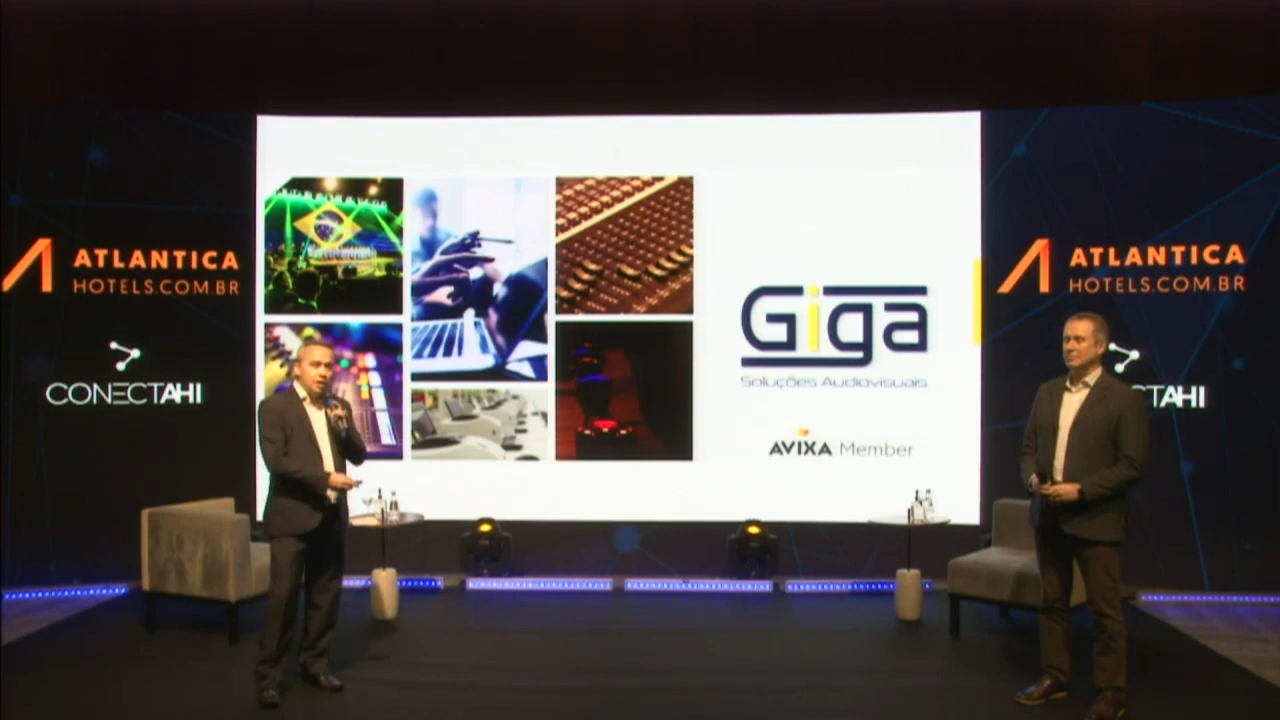 ATLANTICA
HOTELS.COM.BR
CONECTAHI
Giga
Soluções Audiovisuais
AVIXA Member
ATLANTICA
HOTELS.COM.BR
CTAHI